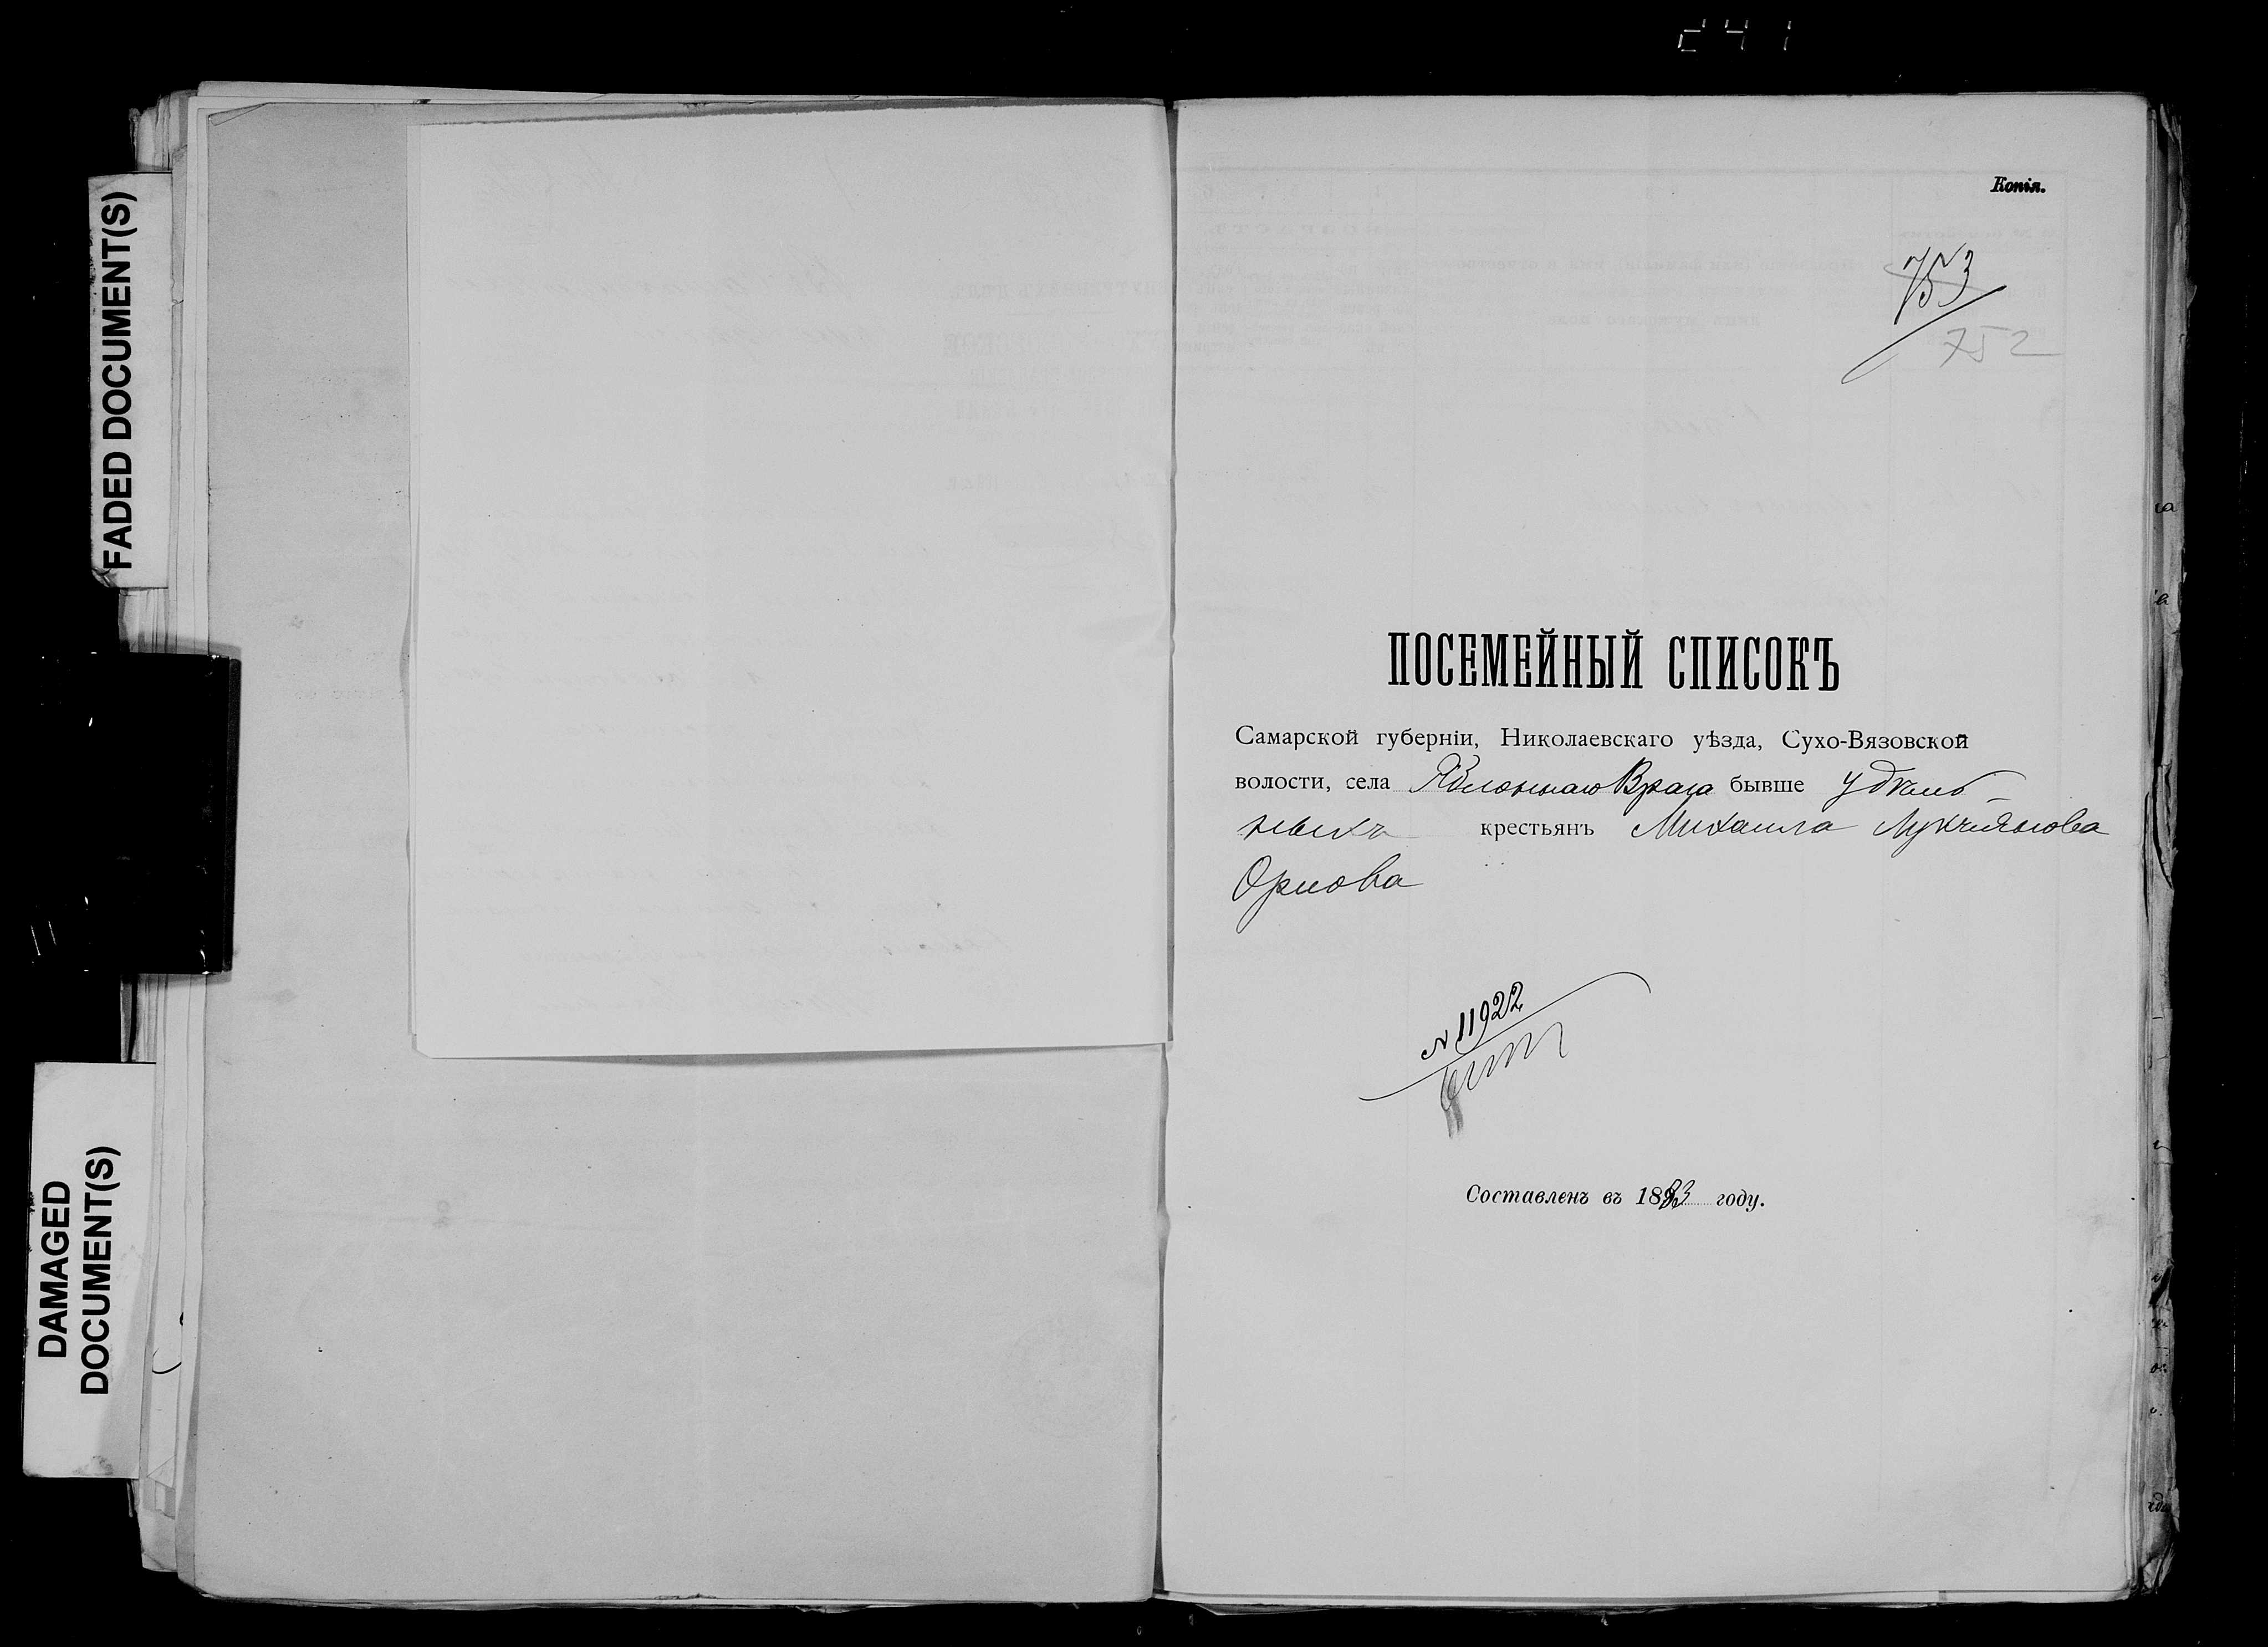 FADED DOCUMENT(S)
DAMAGED
DOCUMENT(S)
Копія.
753
752
ПОСЕМЕЙНЫЙ СПИСОКЪ
Самарской губерніи, Николаевскаго уѣзда, Сухо-Вязовской
волости, села Яблоннаго Врага бывше удѣль-
ныхъ крестьянъ Михаила Лукьянова
Орлова
№ 11922
Составленъ въ 1883 году.